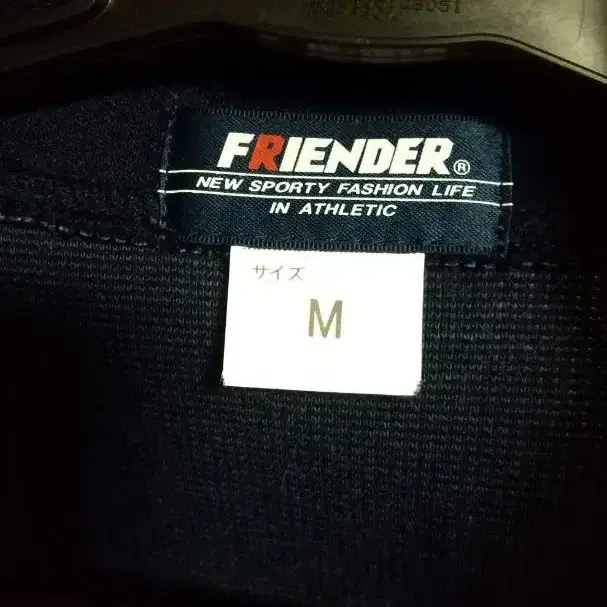 FRIENDER®
NEW SPORTY FASHION LIFE
IN ATHLETIC
サイズ
M